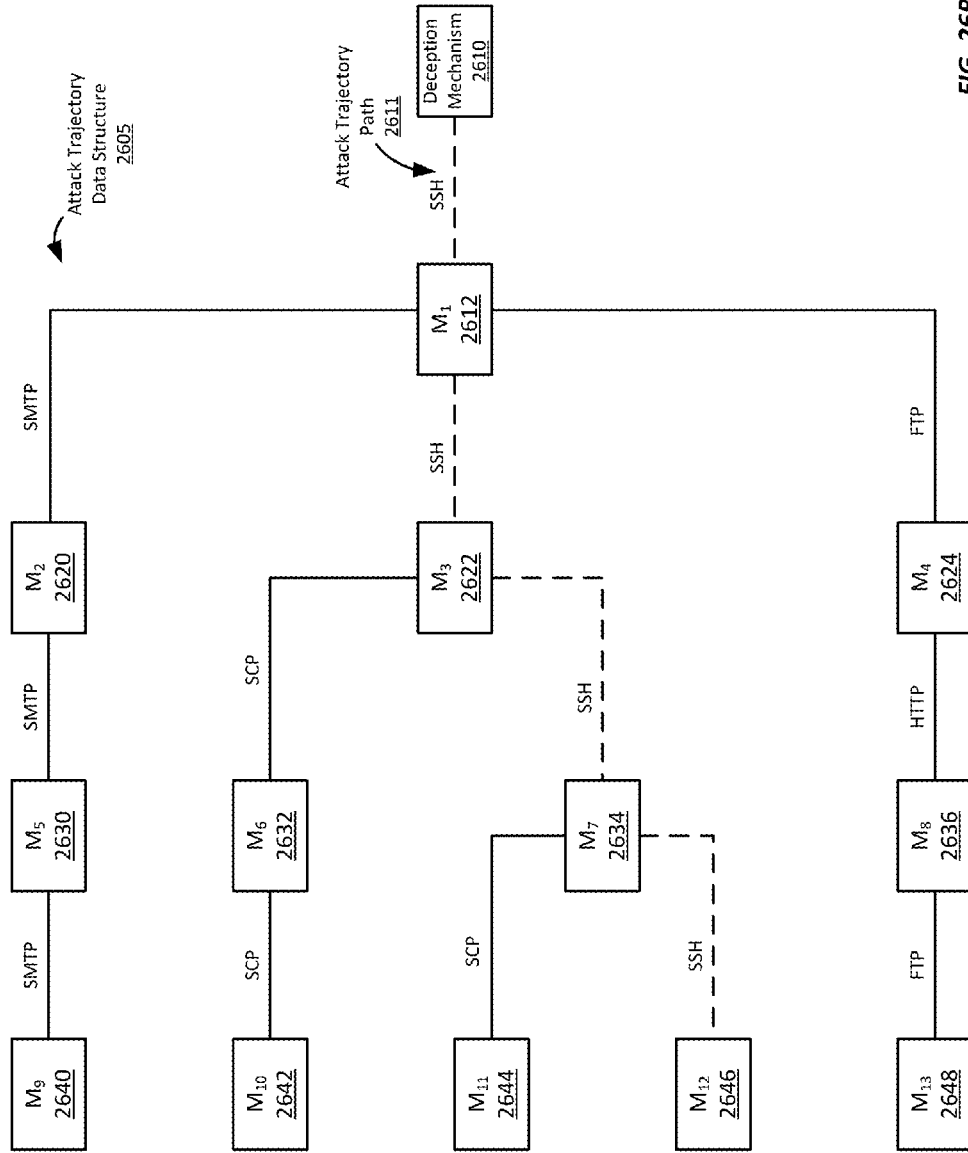 M₉
2640
SMTP
M₅
2630
SMTP
M₂
2620
SMTP
Attack Trajectory
Data Structure
2605
M₁₀
2642
SCP
M₆
2632
SCP
M₁₁
2644
SCP
M₃
2622
SSH
M₁
2612
SSH
Attack Trajectory
Path
2611
Deception
Mechanism
2610
M₇
2634
SSH
M₁₂
2646
SSH
M₁₃
2648
FTP
M₈
2636
HTTP
M₄
2624
FTP
FIG. 26B